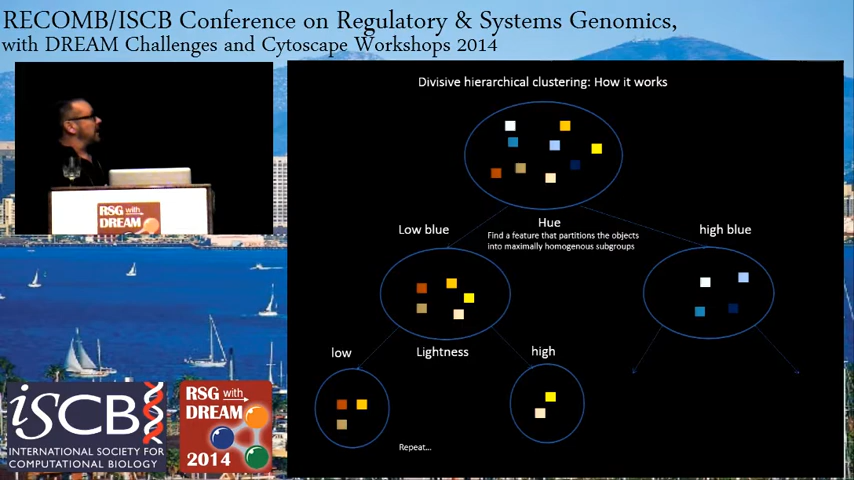 RECOMB/ISCB Conference on Regulatory & Systems Genomics,
with DREAM Challenges and Cytoscape Workshops 2014
RSG with
DREAM
Divisive hierarchical clustering: How it works
Low blue
Hue
high blue
Find a feature that partitions the objects
into maximally homogenous subgroups
low
Lightness
high
Repeat...
iSCB
INTERNATIONAL SOCIETY FOR
COMPUTATIONAL BIOLOGY
RSG with
DREAM
2014